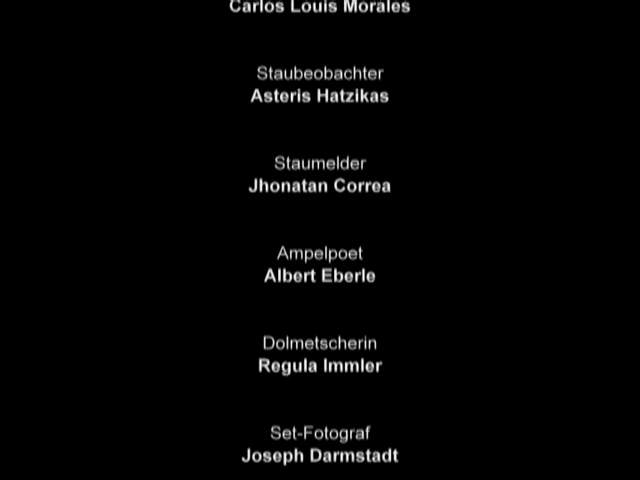 Carlos Louis Morales
Staubeobachter
Asteris Hatzikas
Staumelder
Jhonatan Correa
Ampelpoet
Albert Eberle
Dolmetscherin
Regula Immler
Set-Fotograf
Joseph Darmstadt